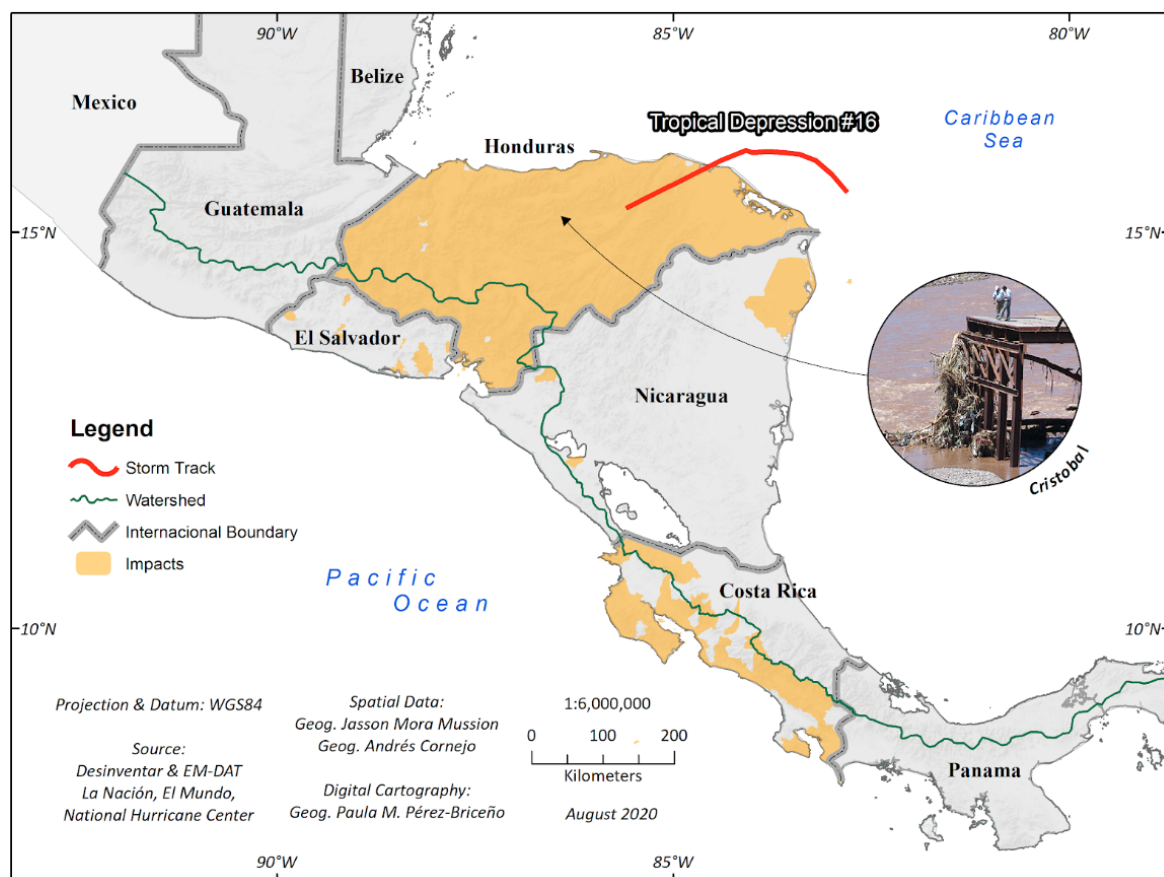 90°W
85°W
80°W
Mexico
Belize
Tropical Depression #16
Caribbean
Sea
Honduras
Guatemala
15°N
15°N
El Salvador
Nicaragua
Cristobal
Legend
Storm Track
Watershed
Internacional Boundary
Impacts
Pacific
Ocean
Costa Rica
10°N
10°N
Panama
Projection & Datum: WGS84
Source:
Desinventar & EM-DAT
La Nación, El Mundo,
National Hurricane Center
Spatial Data:
Geog. Jasson Mora Mussion
Geog. Andrés Cornejo
Digital Cartography:
Geog. Paula M. Pérez-Briceño
1:6,000,000
0 100 200
Kilometers
August 2020
90°W
85°W